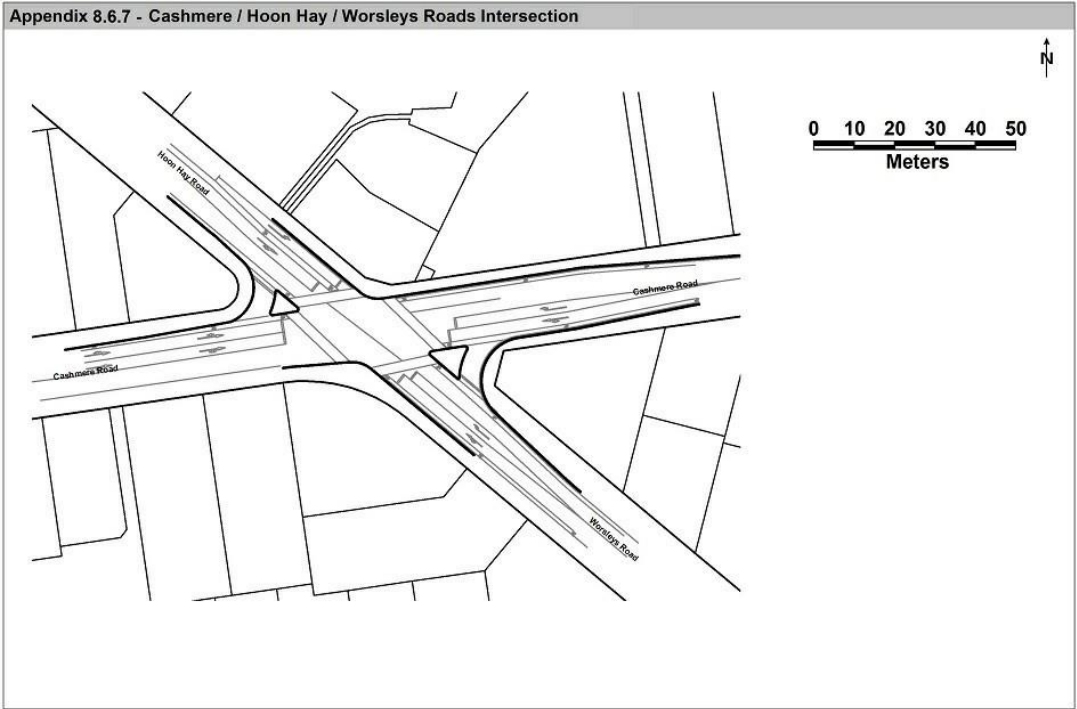 Appendix 8.6.7 - Cashmere / Hoon Hay / Worsleys Roads Intersection
N
0 10 20 30 40 50
Meters
Hoon Hay Road
Cashmere Road
Cashmere Road
Worsleys Road